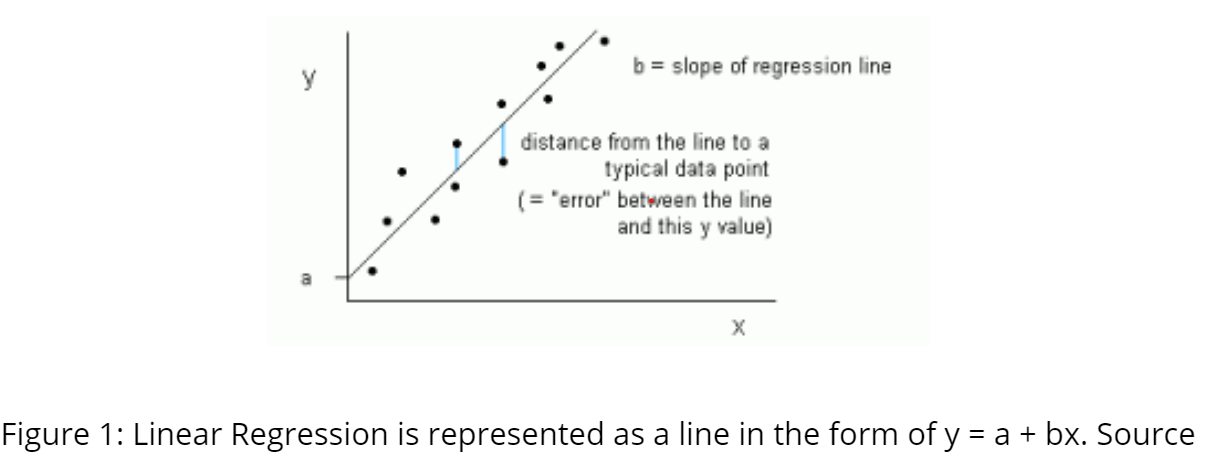 y
b = slope of regression line
distance from the line to a
typical data point
(= "error" between the line
and this y value)
a
x
Figure 1: Linear Regression is represented as a line in the form of y = a + bx. Source